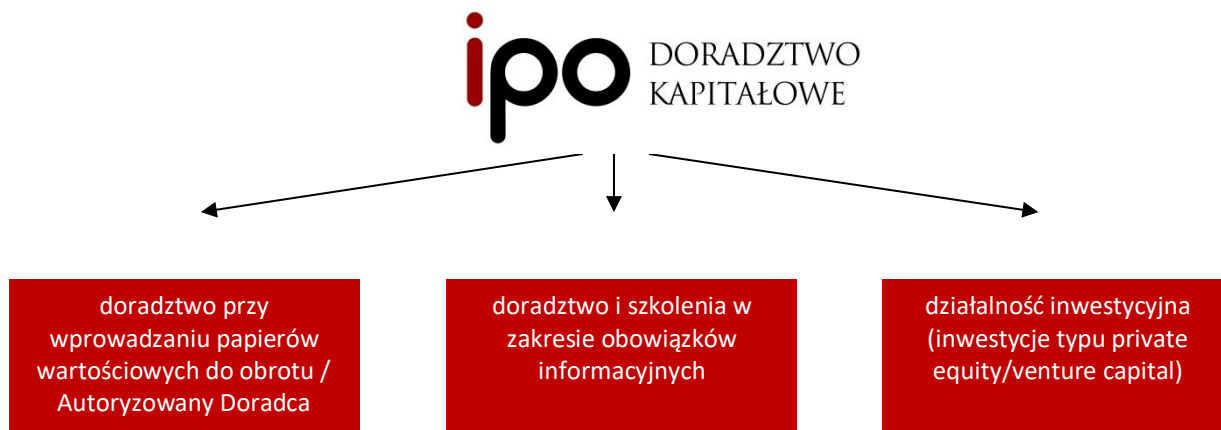 ipo DORADZTWO
KAPITAŁOWE
doradztwo przy
wprowadzaniu papierów
wartościowych do obrotu /
Autoryzowany Doradca
doradztwo i szkolenia w
zakresie obowiązków
informacyjnych
działalność inwestycyjna
(inwestycje typu private
equity/venture capital)